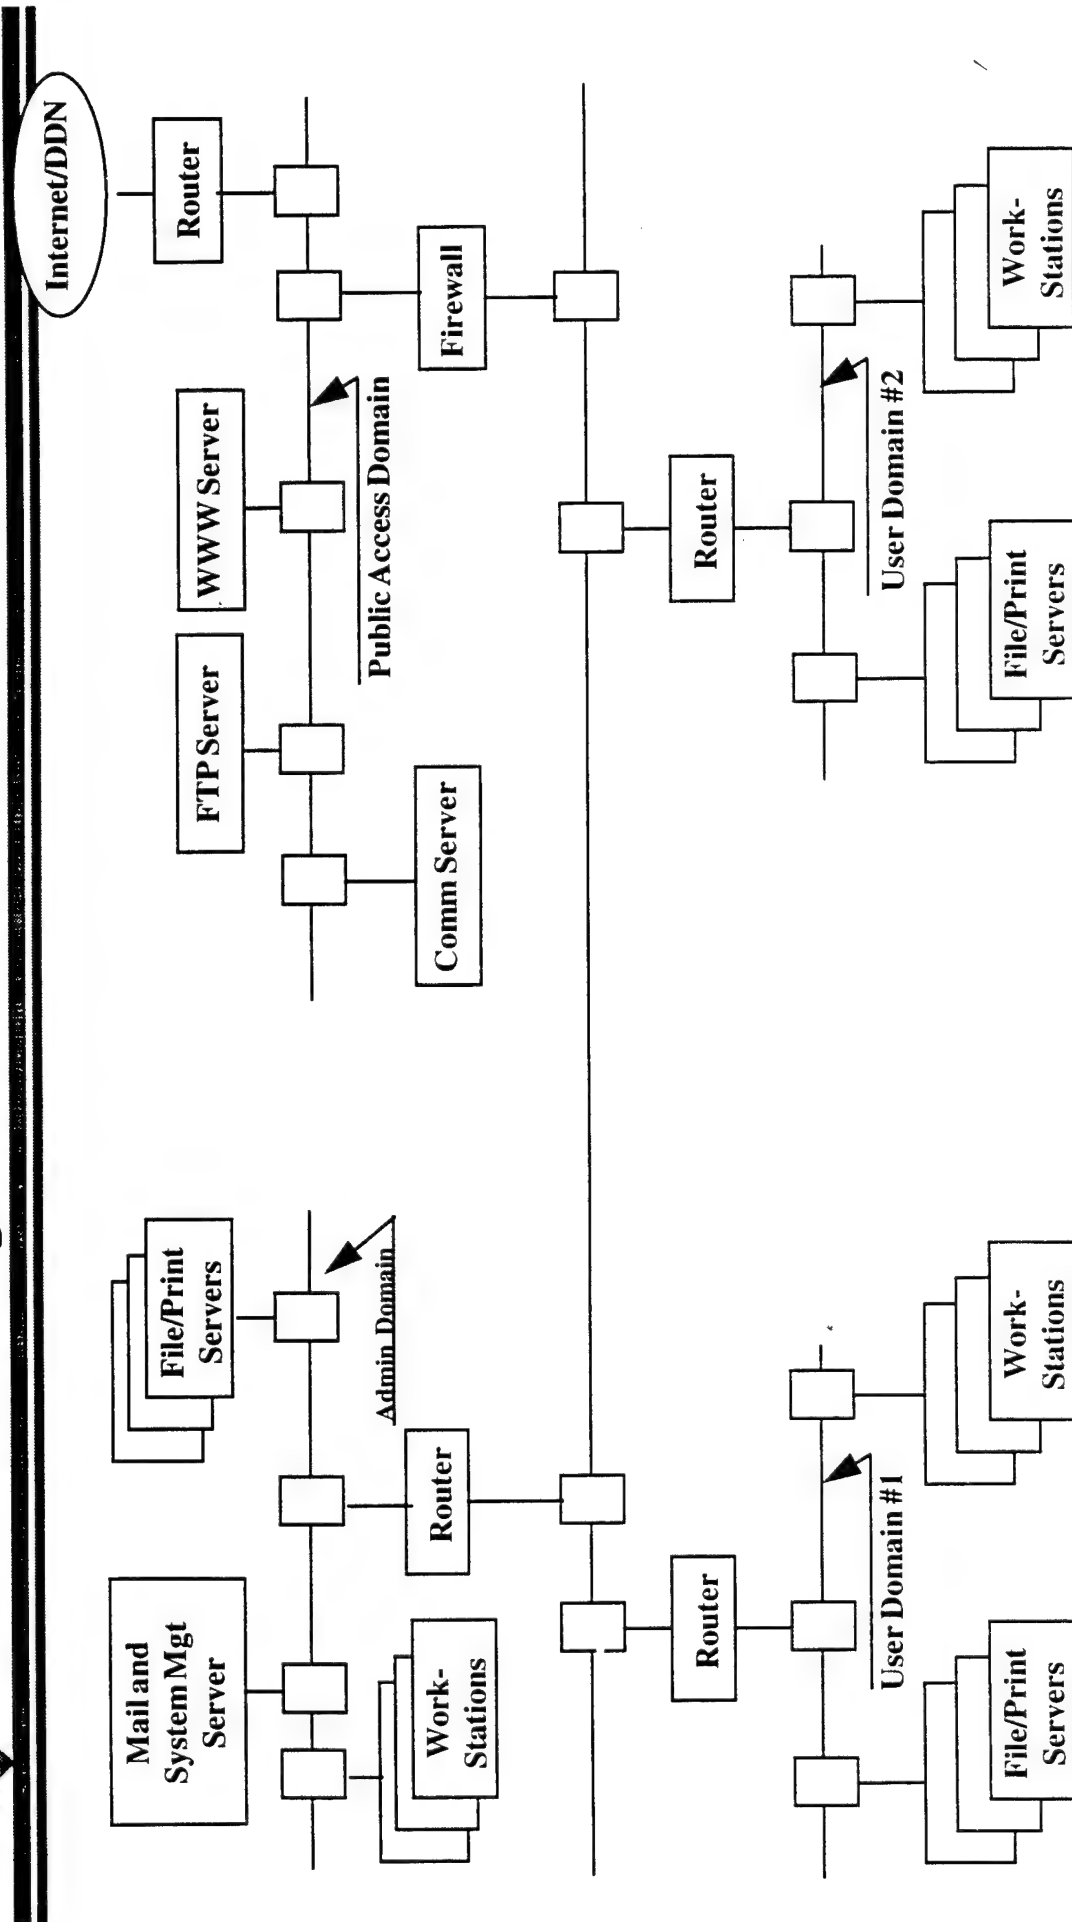 Internet/DDN
Router
Mail and
System Mgt
Server
File/Print
Servers
FTP Server
WWW Server
Work-
Stations
Router
Admin Domain
Comm Server
Public Access Domain
Firewall
Router
Router
File/Print
Servers
User Domain #1
Work-
Stations
File/Print
Servers
User Domain #2
Work-
Stations